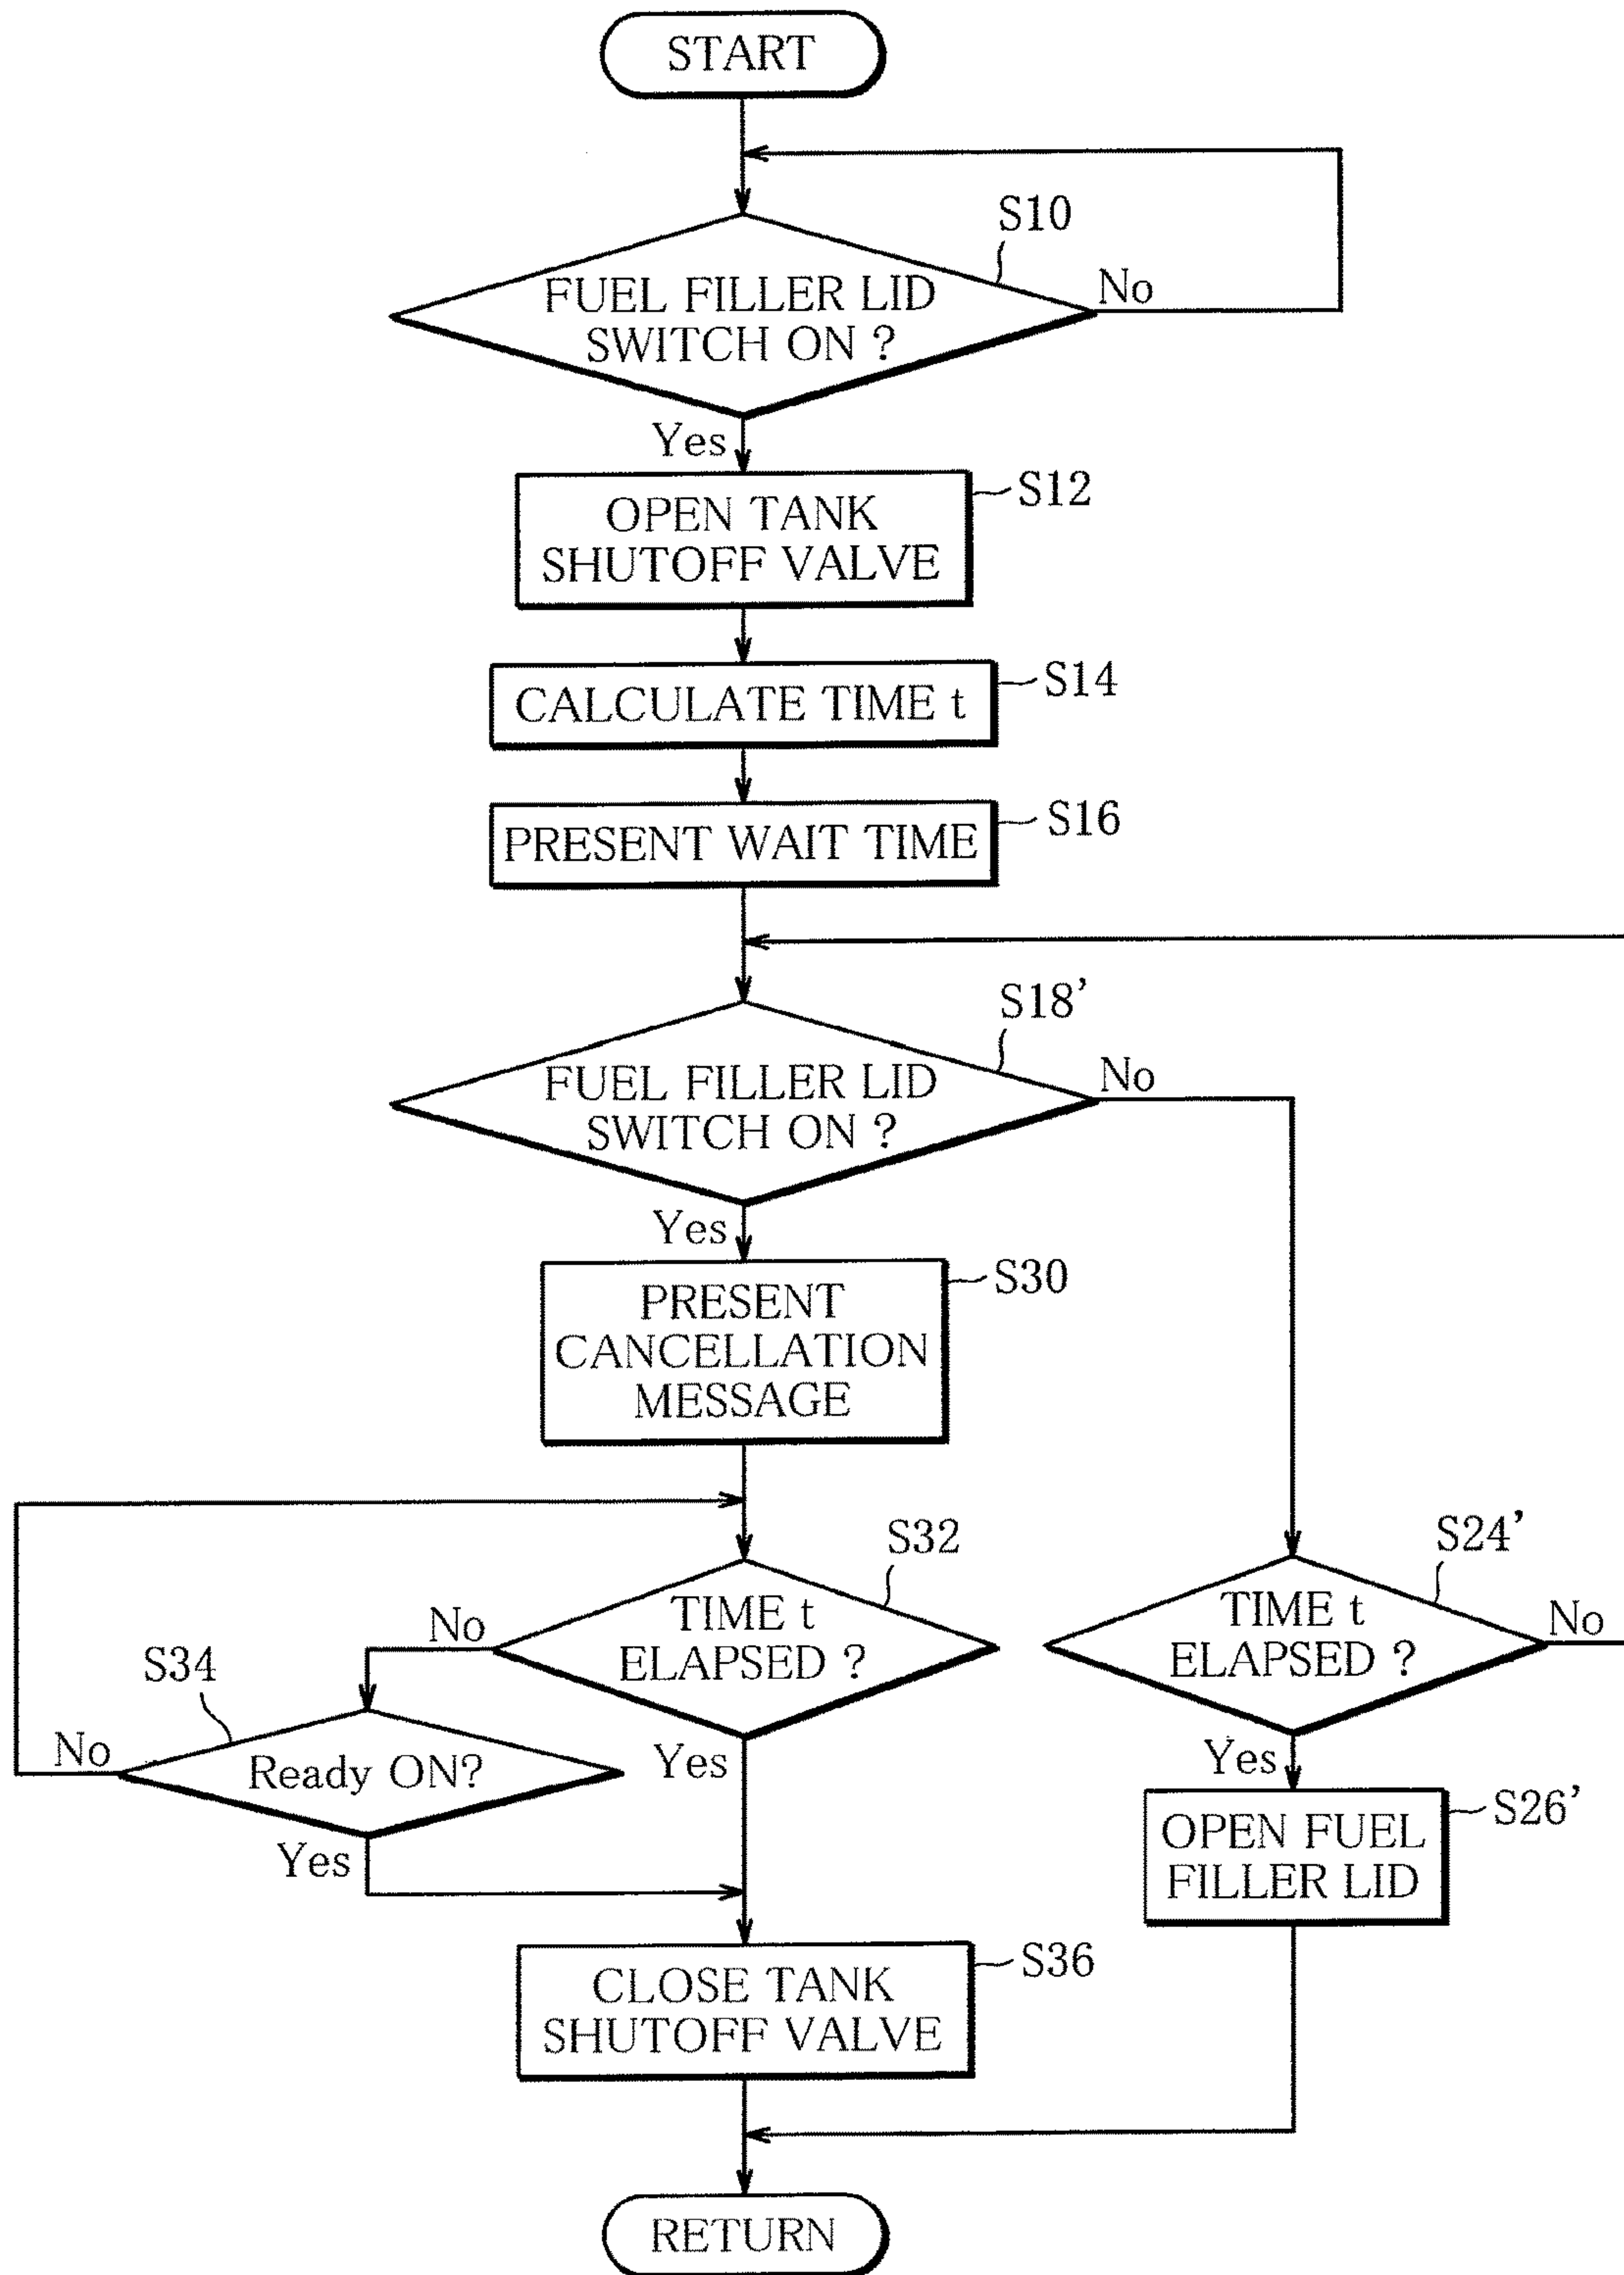 START
S10
FUEL FILLER LID
SWITCH ON ?
No
Yes
S12
OPEN TANK
SHUTOFF VALVE
S14
CALCULATE TIME t
S16
PRESENT WAIT TIME
S18'
FUEL FILLER LID
SWITCH ON ?
No
Yes
S30
PRESENT
CANCELLATION
MESSAGE
S32
TIME t
ELAPSED ?
No
Yes
S34
Ready ON?
No
Yes
S24'
TIME t
ELAPSED ?
No
Yes
S26'
OPEN FUEL
FILLER LID
S36
CLOSE TANK
SHUTOFF VALVE
RETURN